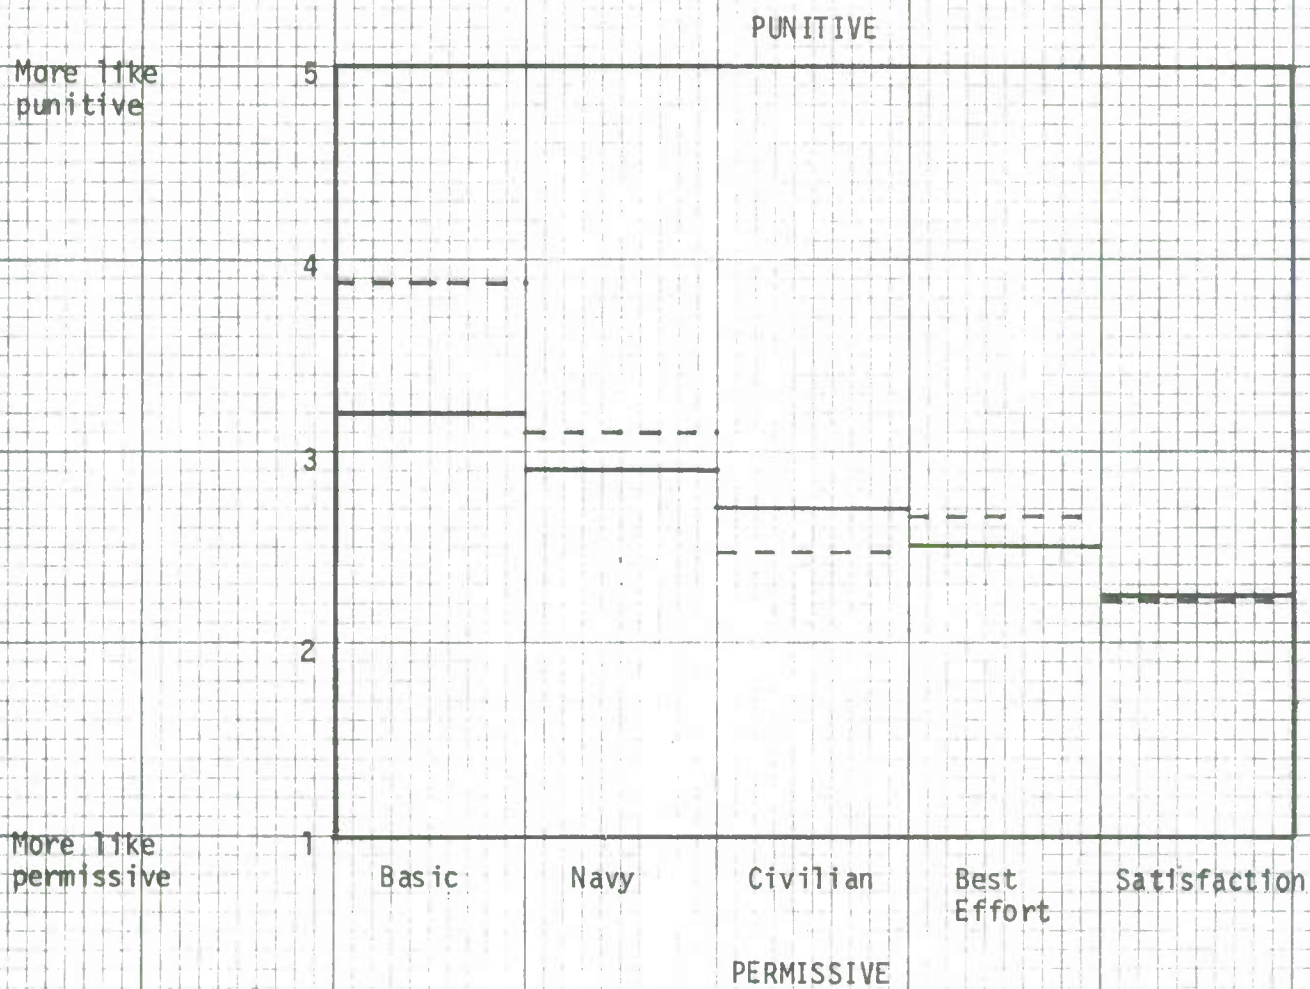 PUNITIVE
More like
punitive
5
4
3
2
1
More like
permissive
Basic
Navy
Civilian
Best
Effort
Satisfaction
PERMISSIVE